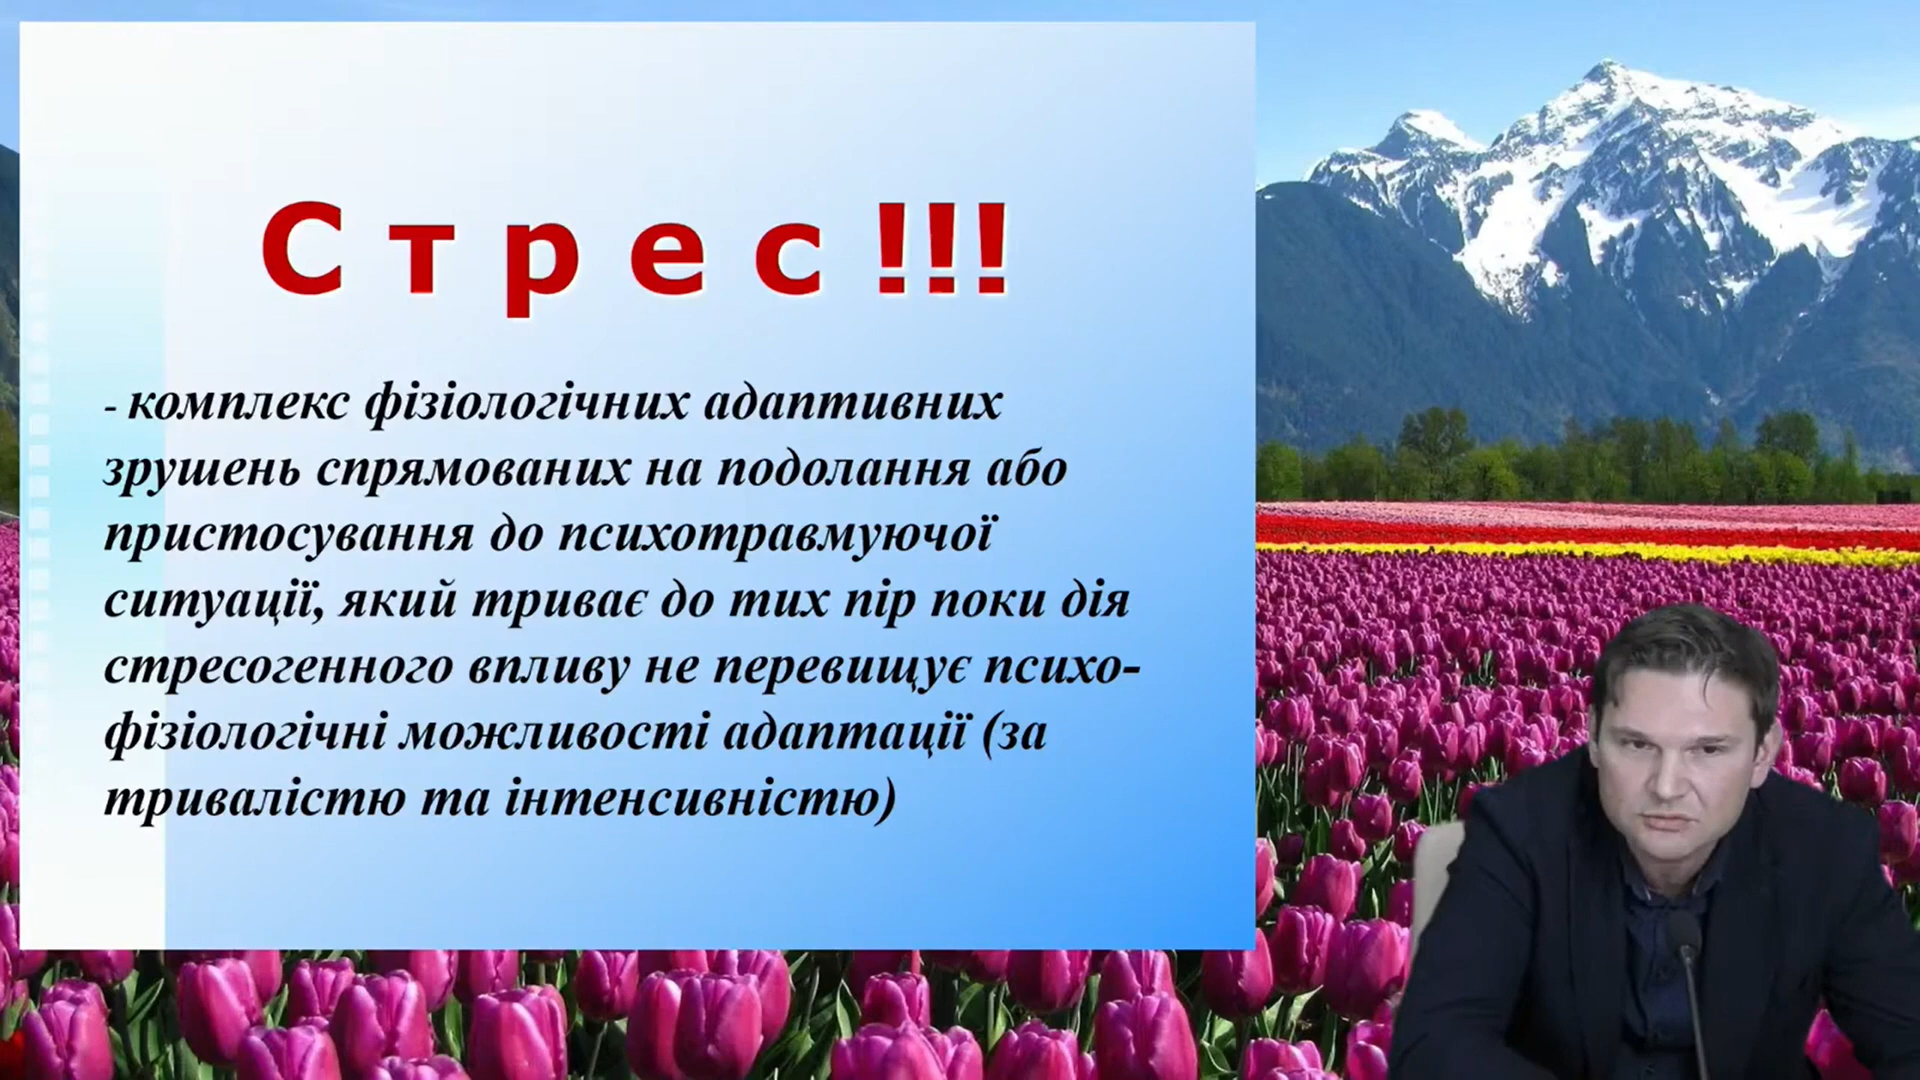 С т р е с !!!
- комплекс фізіологічних адаптивних
зрушень спрямованих на подолання або
пристосування до психотравмуючої
ситуації, який триває до тих пір поки дія
стресогенного впливу не перевищує психо-
фізіологічні можливості адаптації (за
тривалістю та інтенсивністю)